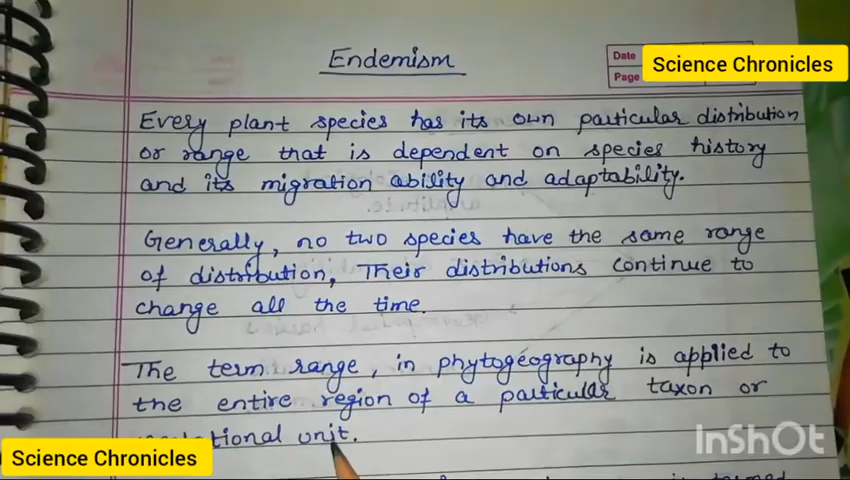 Endemism
Date
Page
Science Chronicles
Every plant species has its own particular distribution
or range that is dependent on species history
and its migration ability and adaptability.
Generally, no two species have the same range
of distribution, Their distributions continue to
change all the time.
The term range, in phytogeography is applied to
the entire region of a particular taxon or
unit.
InShOt
Science Chronicles